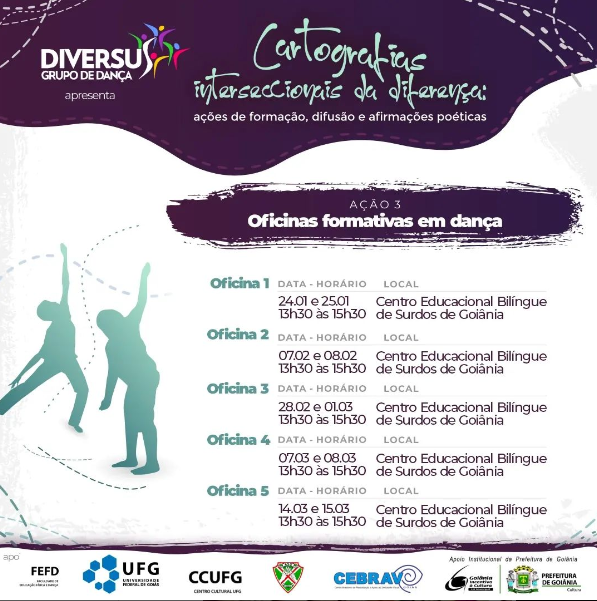 DIVERSUS
GRUPO DE DANÇA
apresenta
Cartografias
interseccionais da diferença:
ações de formação, difusão e afirmações poéticas
AÇÃO 3
Oficinas formativas em dança
Oficina 1 DATA - HORÁRIO LOCAL
24.01 e 25.01 Centro Educacional Bilíngue
13h30 às 15h30 de Surdos de Goiânia
Oficina 2 DATA - HORÁRIO LOCAL
07.02 e 08.02 Centro Educacional Bilíngue
13h30 às 15h30 de Surdos de Goiânia
Oficina 3 DATA - HORÁRIO LOCAL
28.02 e 01.03 Centro Educacional Bilíngue
13h30 às 15h30 de Surdos de Goiânia
Oficina 4 DATA - HORÁRIO LOCAL
07.03 e 08.03 Centro Educacional Bilíngue
13h30 às 15h30 de Surdos de Goiânia
Oficina 5 DATA - HORÁRIO LOCAL
14.03 e 15.03 Centro Educacional Bilíngue
13h30 às 15h30 de Surdos de Goiânia
apoi
Apoio Institucional de Prefeitura de Goiânia
FEFD
UFG
UNIVERSIDADE
FEDERAL DE GOIÁS
CCUFG
CENTRO CULTURAL UFG
CEBRAV
Goiânia
Incentiva
a Cultura
PREFEITURA
DE GOIÂNIA
Cultura